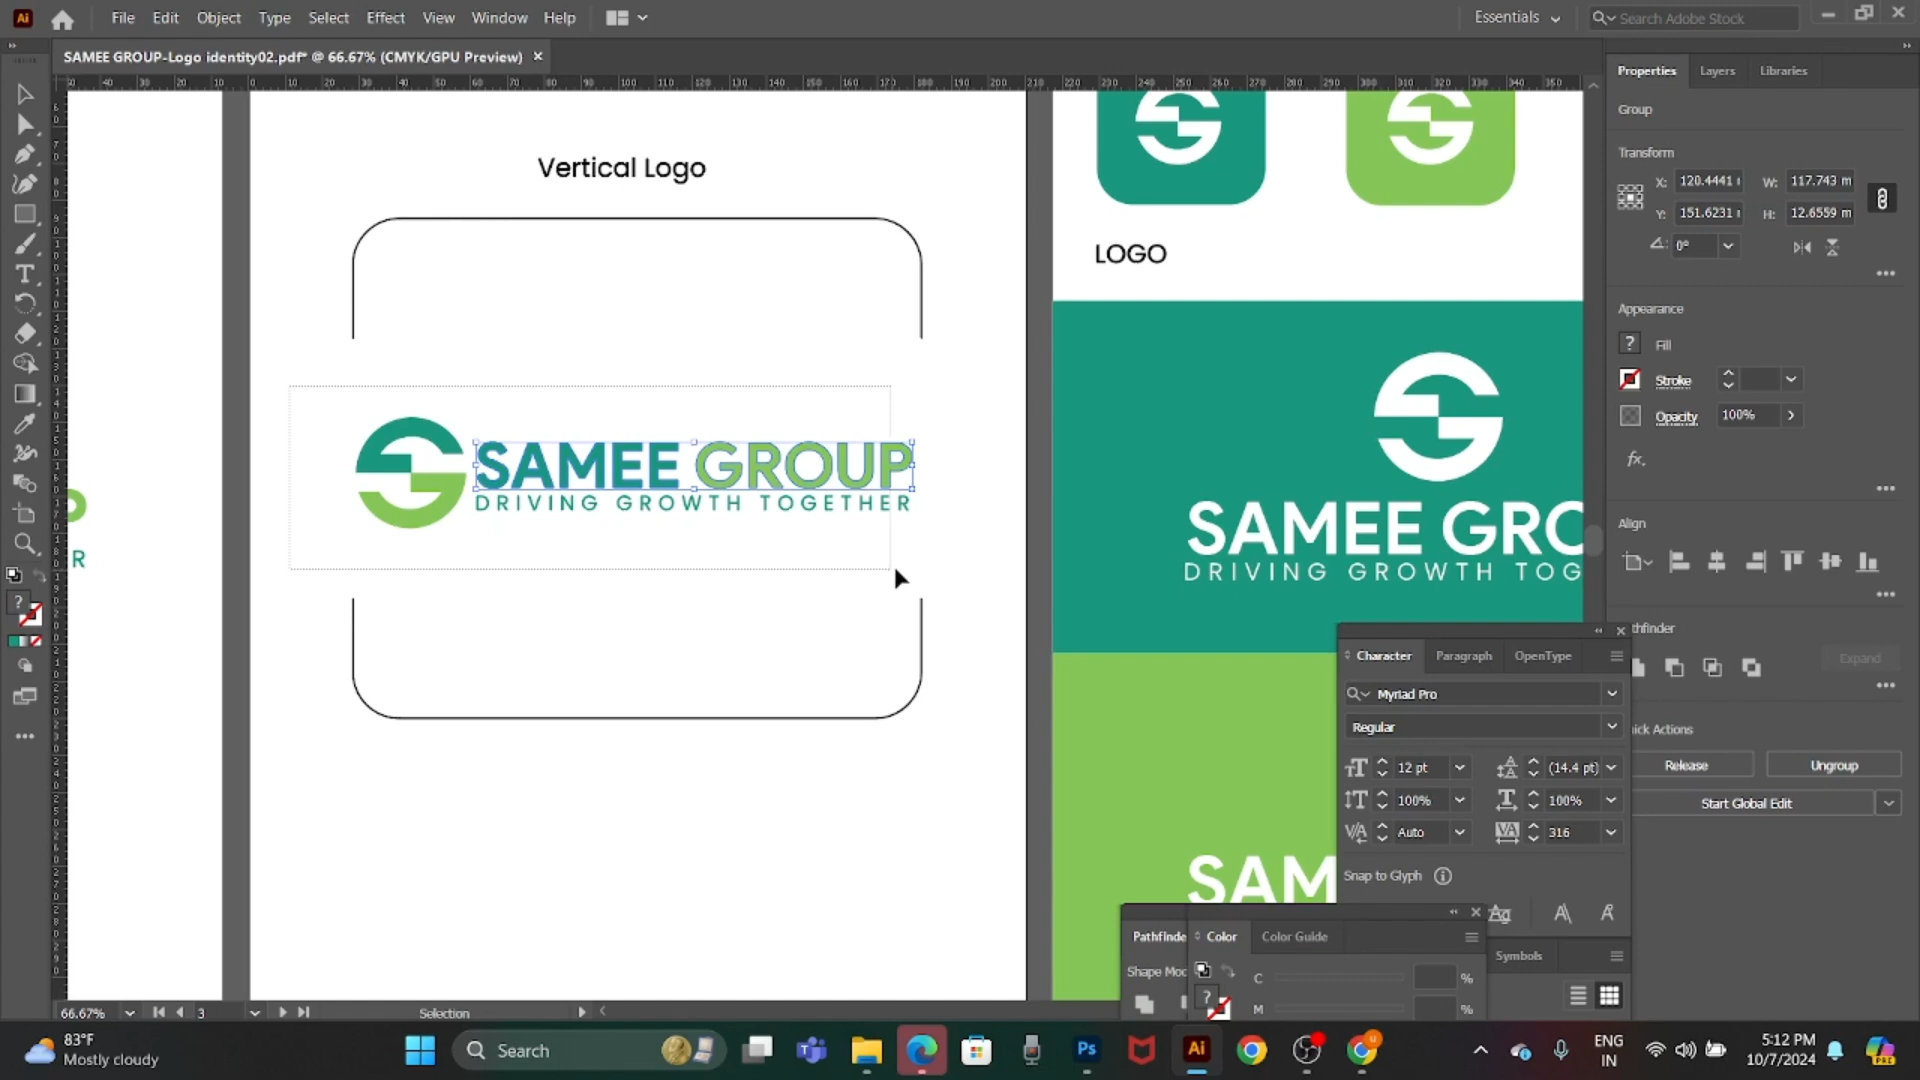 File Edit Object Type Select Effect View Window Help
Essentials
Search Adobe Stock
SAMEE GROUP-Logo identity02.pdf* @ 66.67% (CMYK/GPU Preview)
Properties Layers Libraries
Group
Transform
X: 120.4441 W: 117.743 m
Y: 151.6231 H: 12.6559 m
0°
Appearance
? Fill
Stroke
Opacity 100%
fx.
Align
thfinder
Expand
ick Actions
Release Ungroup
Start Global Edit
Vertical Logo
SAMEE GROUP
DRIVING GROWTH TOGETHER
R
LOGO
SAMEE GRO
DRIVING GROWTH TOG
SAM
Character Paragraph OpenType
Myriad Pro
Regular
12 pt (14.4 pt)
100% 100%
Auto 316
Snap to Glyph
Pathfinde Color Color Guide
Shape Mod
C %
M %
Symbols
66.67% 3 Selection
83°F
Mostly cloudy
Search
ENG
IN
5:12 PM
10/7/2024